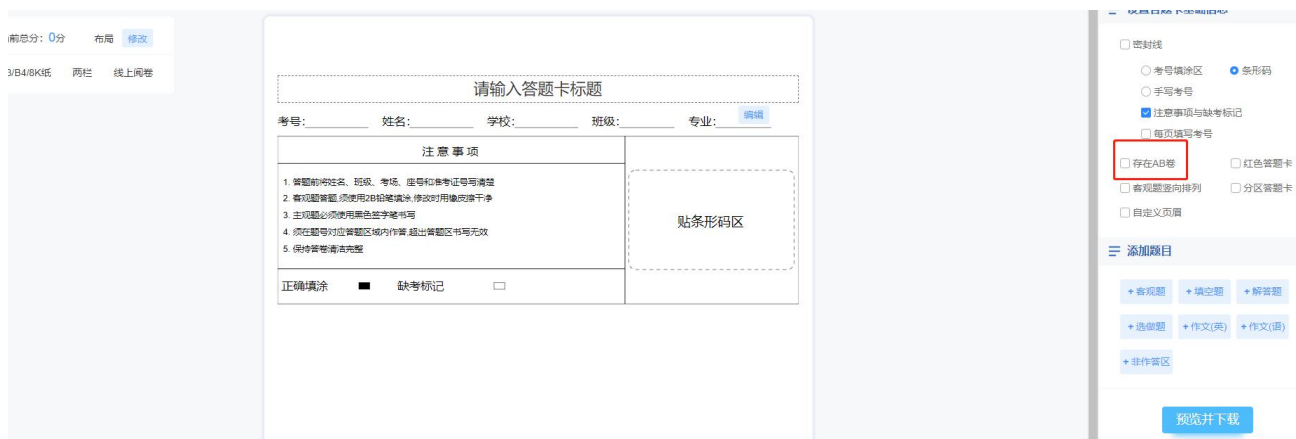 设置答题卡基础信息
前总分：0分 布局 修改
3/B4/8K纸 两栏 线上阅卷
请输入答题卡标题
考号： 姓名： 学校： 班级： 专业： 编辑
注意事项
1. 答题前将姓名、班级、考场、座号和准考证号写清楚
2. 客观题答题,须使用2B铅笔填涂,修改时用橡皮擦干净
3. 主观题必须使用黑色签字笔书写
4. 须在题号对应答题区域内作答,超出答题区书写无效
5. 保持答卷清洁完整
正确填涂 缺考标记
贴条形码区
密封线
考号填涂区 条形码
手写考号
注意事项与缺考标记
每页填写考号
存在AB卷 红色答题卡
客观题竖向排列 分区答题卡
自定义页眉
添加题目
+客观题 +填空题 +解答题
+选做题 +作文(英) +作文(语)
+非作答区
预览并下载